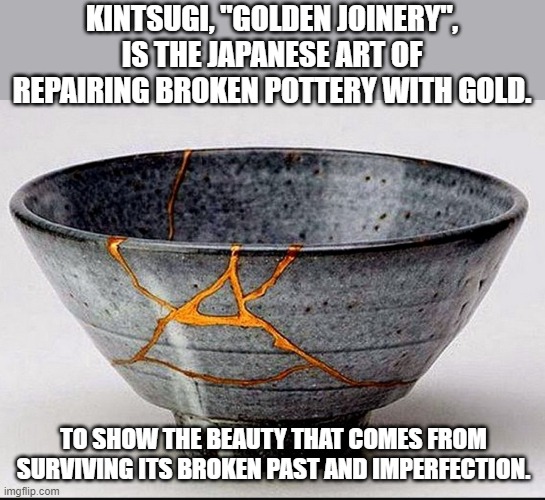 KINTSUGI, "GOLDEN JOINERY",
IS THE JAPANESE ART OF
REPAIRING BROKEN POTTERY WITH GOLD.
TO SHOW THE BEAUTY THAT COMES FROM
SURVIVING ITS BROKEN PAST AND IMPERFECTION.
imgflip.com